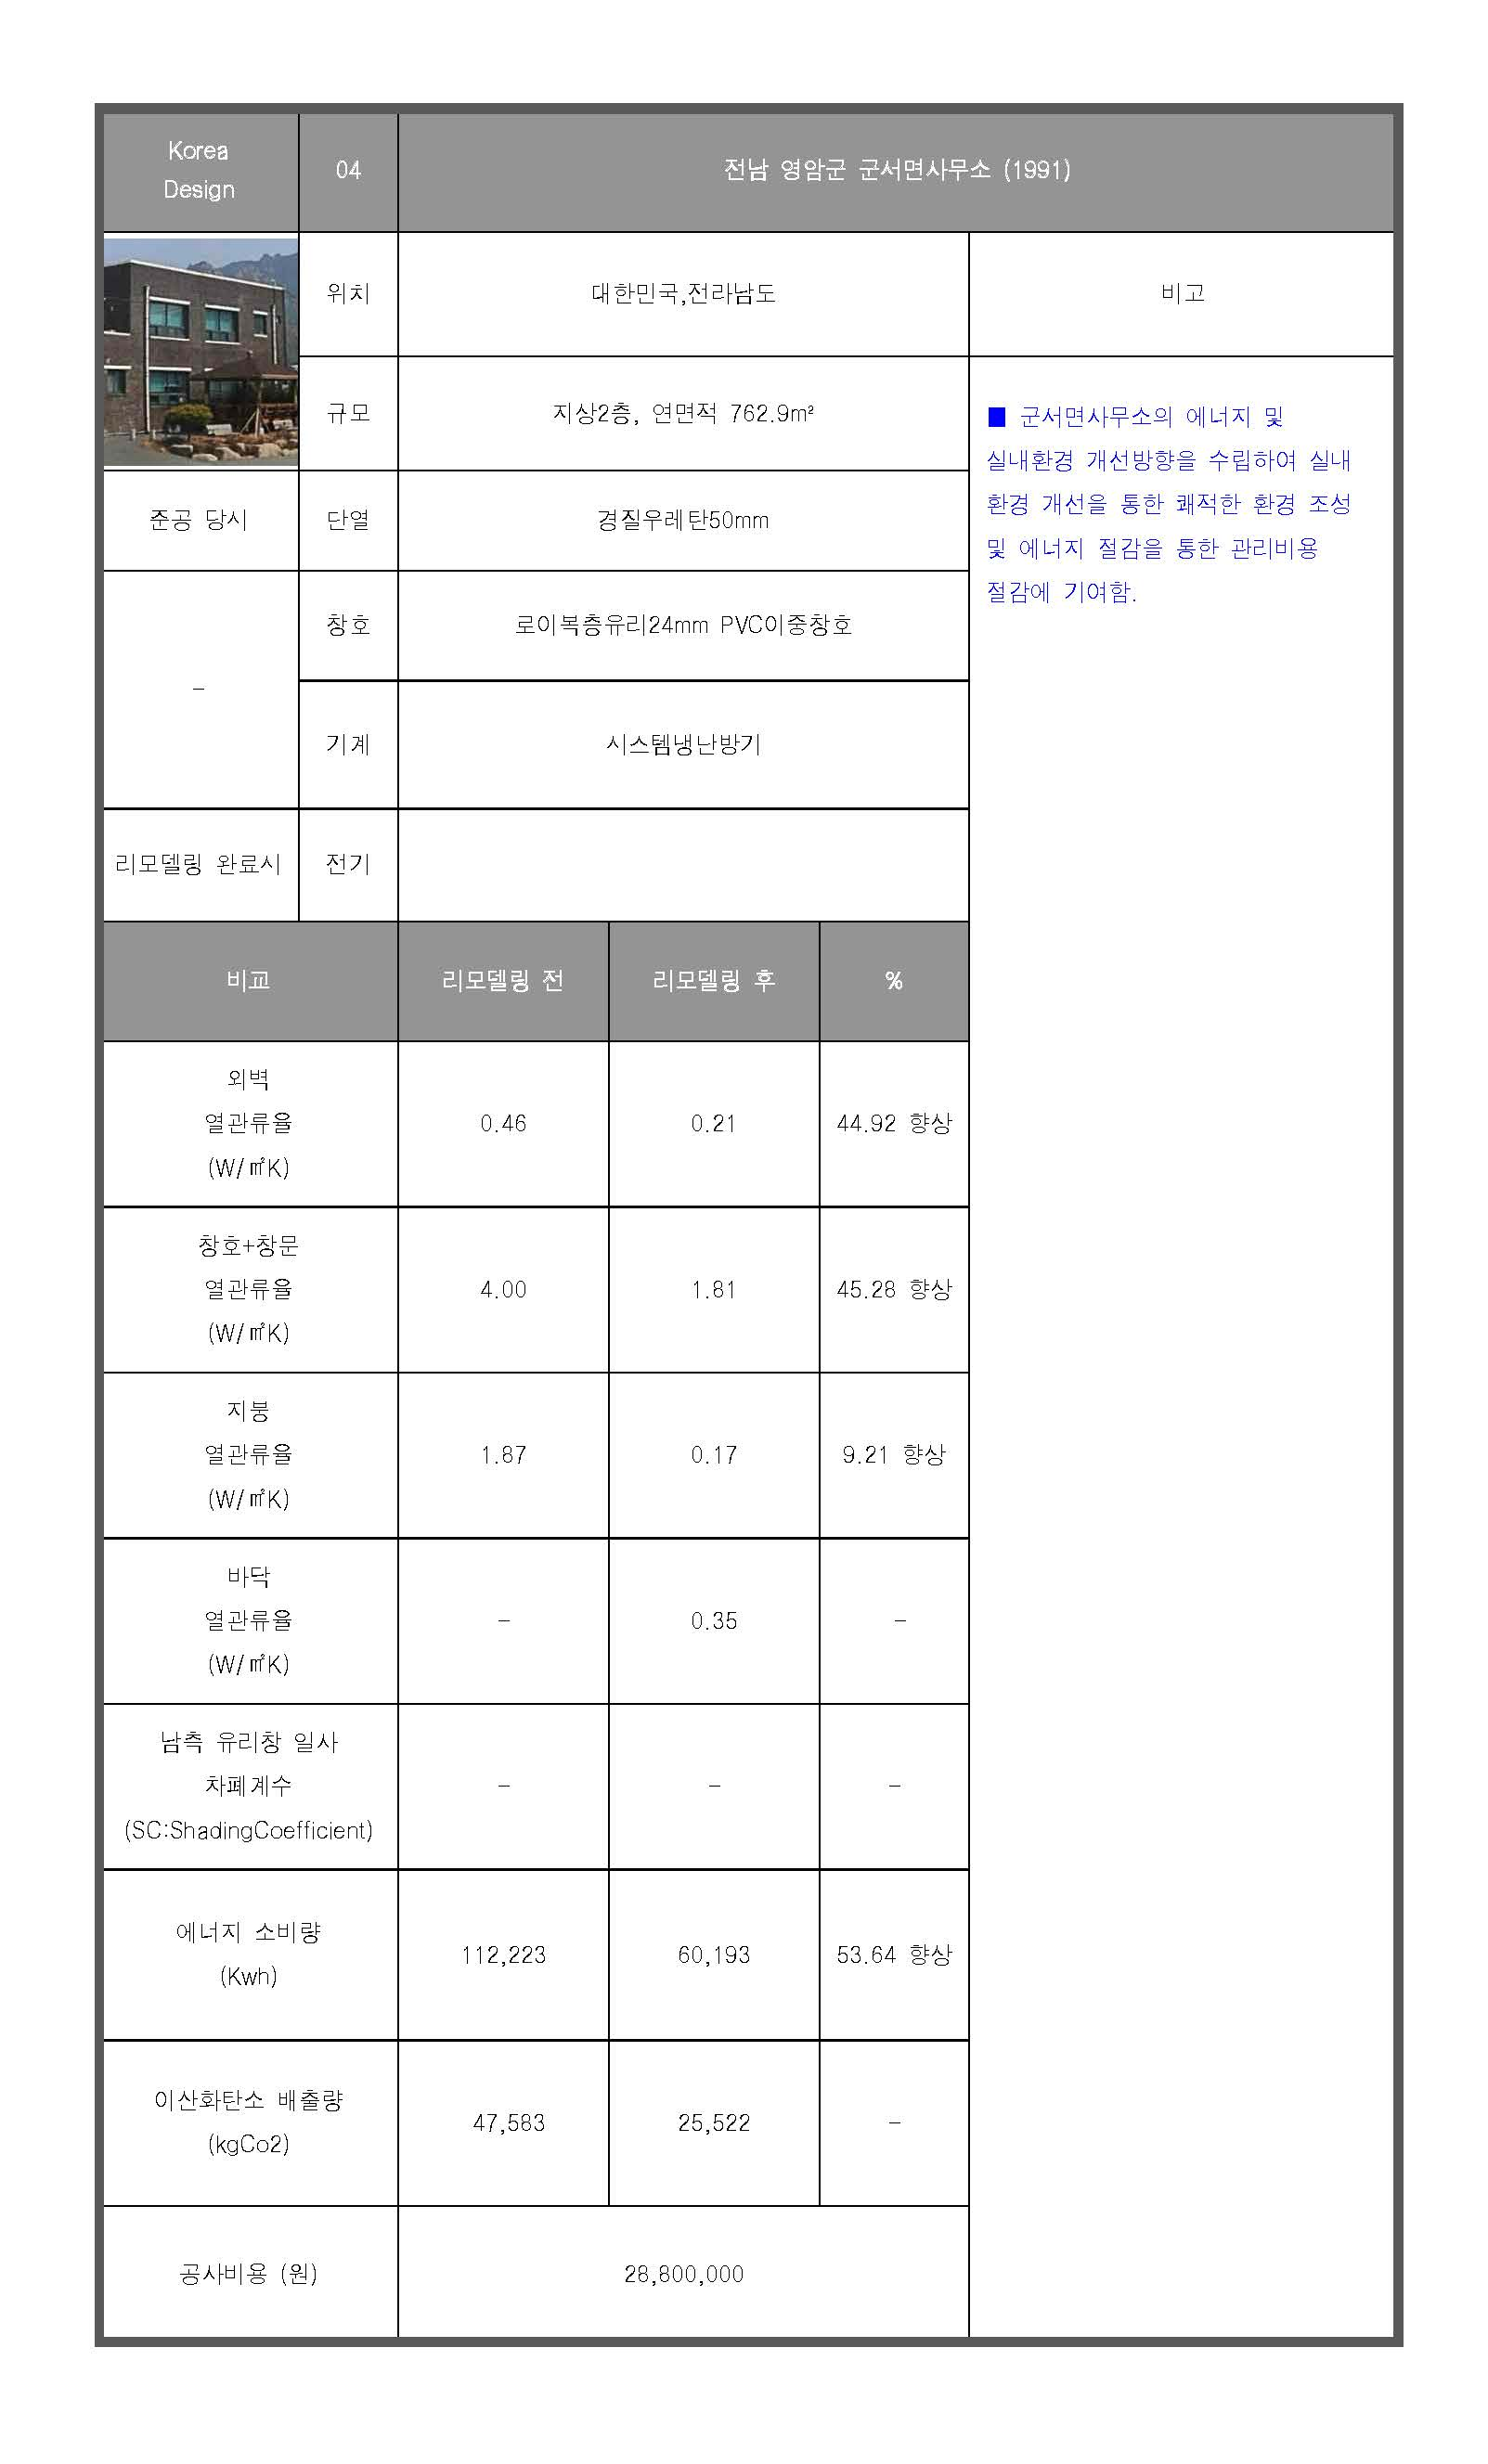 Korea
Design
04
전남 영암군 군서면사무소 (1991)
위치
대한민국,전라남도
비고
규모
지상2층, 연면적 762.9m²
■ 군서면사무소의 에너지 및
실내환경 개선방향을 수립하여 실내
환경 개선을 통한 쾌적한 환경 조성
및 에너지 절감을 통한 관리비용
절감에 기여함.
준공 당시
단열
경질우레탄50mm
-
창호
로이복층유리24mm PVC이중창호
기계
시스템냉난방기
리모델링 완료시
전기
비교
리모델링 전
리모델링 후
%
외벽
열관류율
(W/㎡K)
0.46
0.21
44.92 향상
창호+창문
열관류율
(W/㎡K)
4.00
1.81
45.28 향상
지붕
열관류율
(W/㎡K)
1.87
0.17
9.21 향상
바닥
열관류율
(W/㎡K)
-
0.35
-
남측 유리창 일사
차폐계수
(SC:ShadingCoefficient)
-
-
-
에너지 소비량
(Kwh)
112,223
60,193
53.64 향상
이산화탄소 배출량
(kgCo2)
47,583
25,522
-
공사비용 (원)
28,800,000